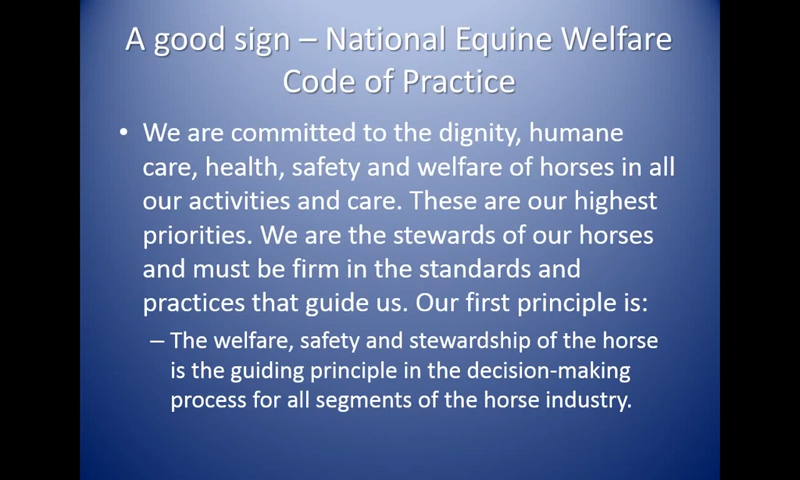 A good sign – National Equine Welfare
Code of Practice
• We are committed to the dignity, humane
care, health, safety and welfare of horses in all
our activities and care. These are our highest
priorities. We are the stewards of our horses
and must be firm in the standards and
practices that guide us. Our first principle is:
– The welfare, safety and stewardship of the horse
is the guiding principle in the decision-making
process for all segments of the horse industry.